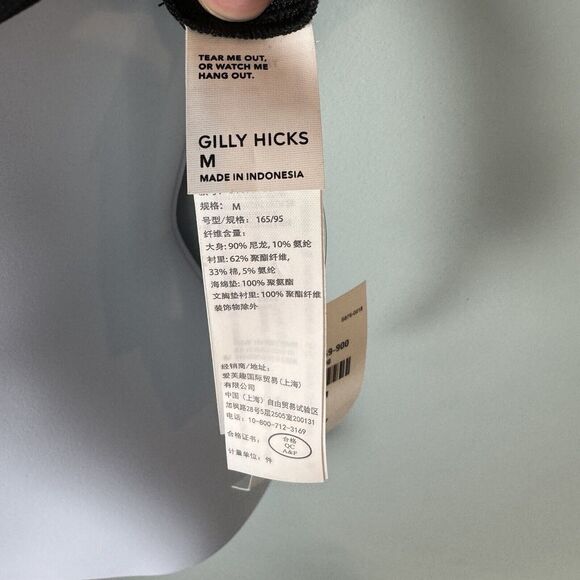 TEAR ME OUT,
OR WATCH ME
HANG OUT.
GILLY HICKS
M
MADE IN INDONESIA
规格： M
号型/规格： 165/95
纤维含量：
大身: 90% 尼龙, 10% 氨纶
衬里: 62% 聚酯纤维,
33% 棉, 5% 氨纶
海绵垫: 100% 聚氨酯
文胸垫衬里: 100% 聚酯纤维
装饰物除外
经销商/地址：
爱芙趣国际贸易(上海)
有限公司
中国（上海）自由贸易试验区
加枫路28号5层2505室200131
电话： 10-800-712-3169
合格证书：
合格
QC
A&P
计量单位: 件
9-900